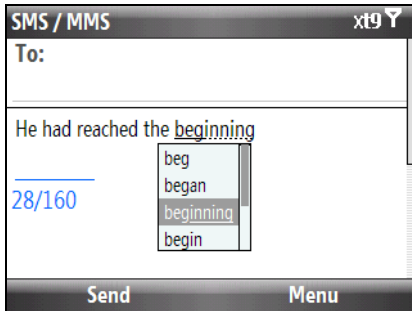 SMS / MMS xt9
To:
He had reached the beginning
28/160
beg
began
beginning
begin
Send Menu